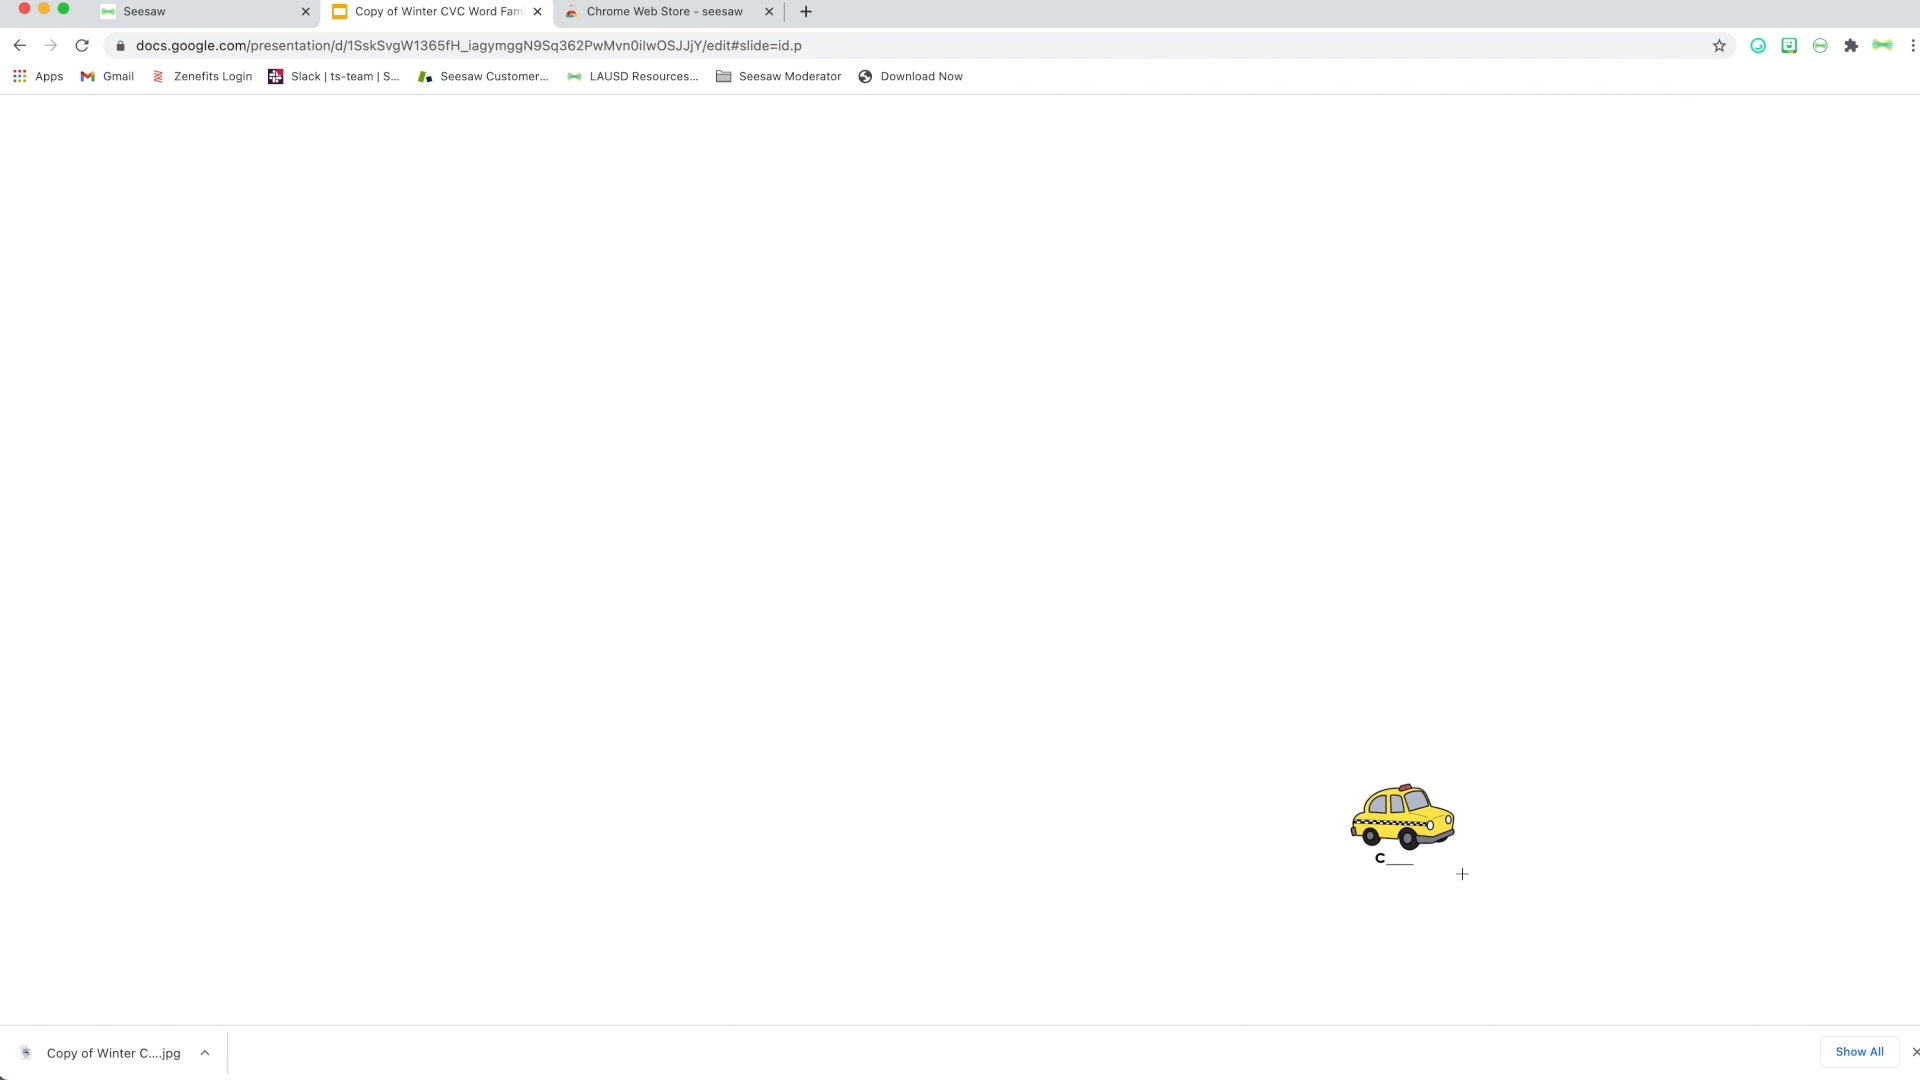 Seesaw
Copy of Winter CVC Word Fam
Chrome Web Store - seesaw
docs.google.com/presentation/d/1SskSvgW1365fH_iagymggN9Sq362PwMvn0iIwOSJJjY/edit#slide=id.p
Apps
Gmail
Zenefits Login
Slack | ts-team | S...
Seesaw Customer...
LAUSD Resources...
Seesaw Moderator
Download Now
C____
Copy of Winter C....jpg
Show All